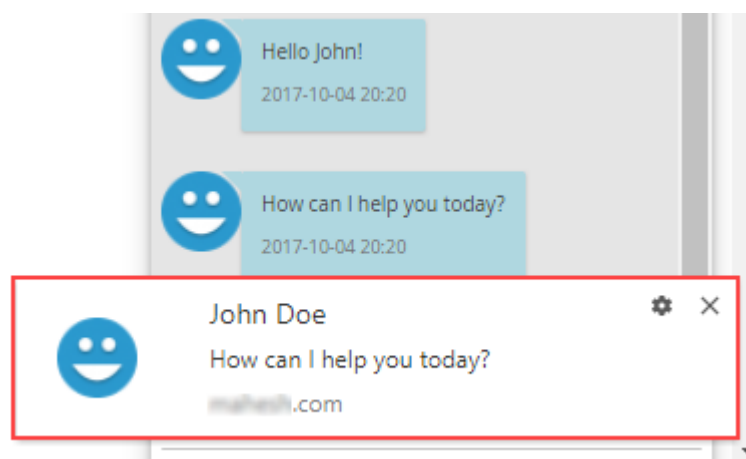 Hello John!
2017-10-04 20:20
How can I help you today?
2017-10-04 20:20
John Doe
How can I help you today?
.com